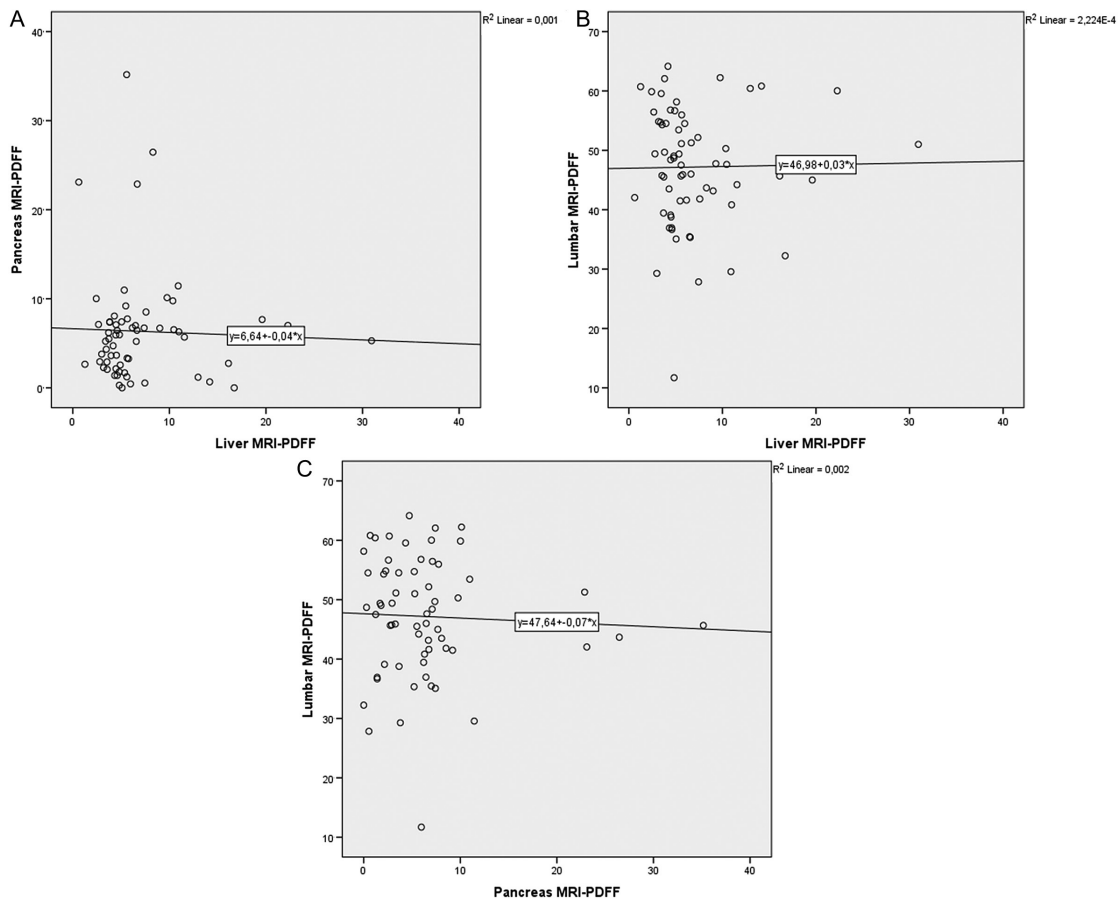 A
R² Linear = 0,001
Pancreas MRI-PDFF
40
30
20
10
0
y=6,64+-0,04*x
0 10 20 30 40
Liver MRI-PDFF
B
R² Linear = 2,224E-4
Lumbar MRI-PDFF
70
60
50
40
30
20
10
y=46,98+0,03*x
0 10 20 30 40
Liver MRI-PDFF
C
R² Linear = 0,002
Lumbar MRI-PDFF
70
60
50
40
30
20
10
y=47,64+-0,07*x
0 10 20 30 40
Pancreas MRI-PDFF